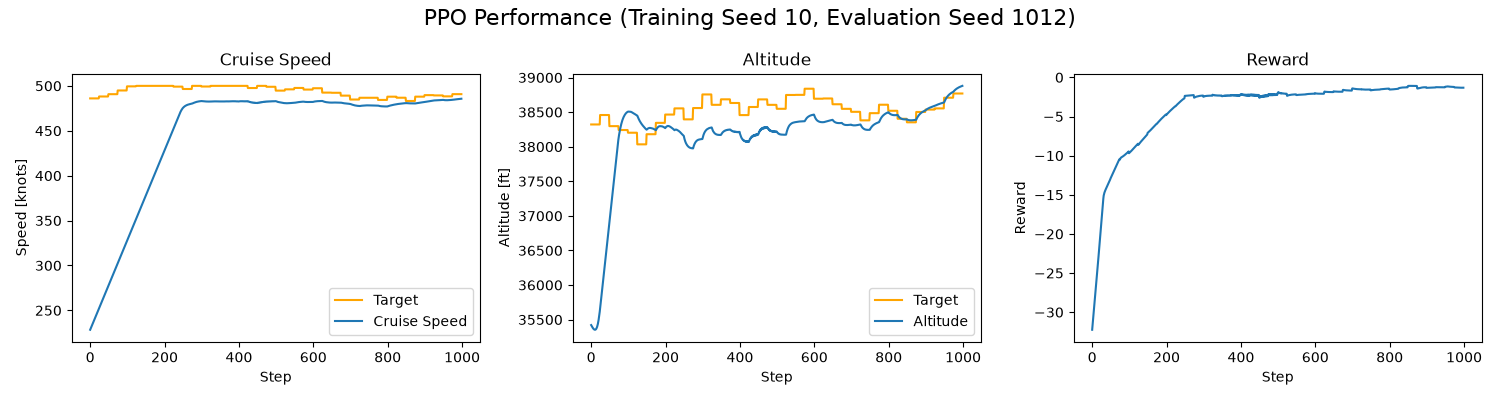 PPO Performance (Training Seed 10, Evaluation Seed 1012)
Cruise Speed
500
450
400
350
300
250
Speed [knots]
0 200 400 600 800 1000
Step
Target
Cruise Speed
Altitude
39000
38500
38000
37500
37000
36500
36000
35500
Altitude [ft]
0 200 400 600 800 1000
Step
Target
Altitude
Reward
0
−5
−10
−15
−20
−25
−30
Reward
0 200 400 600 800 1000
Step